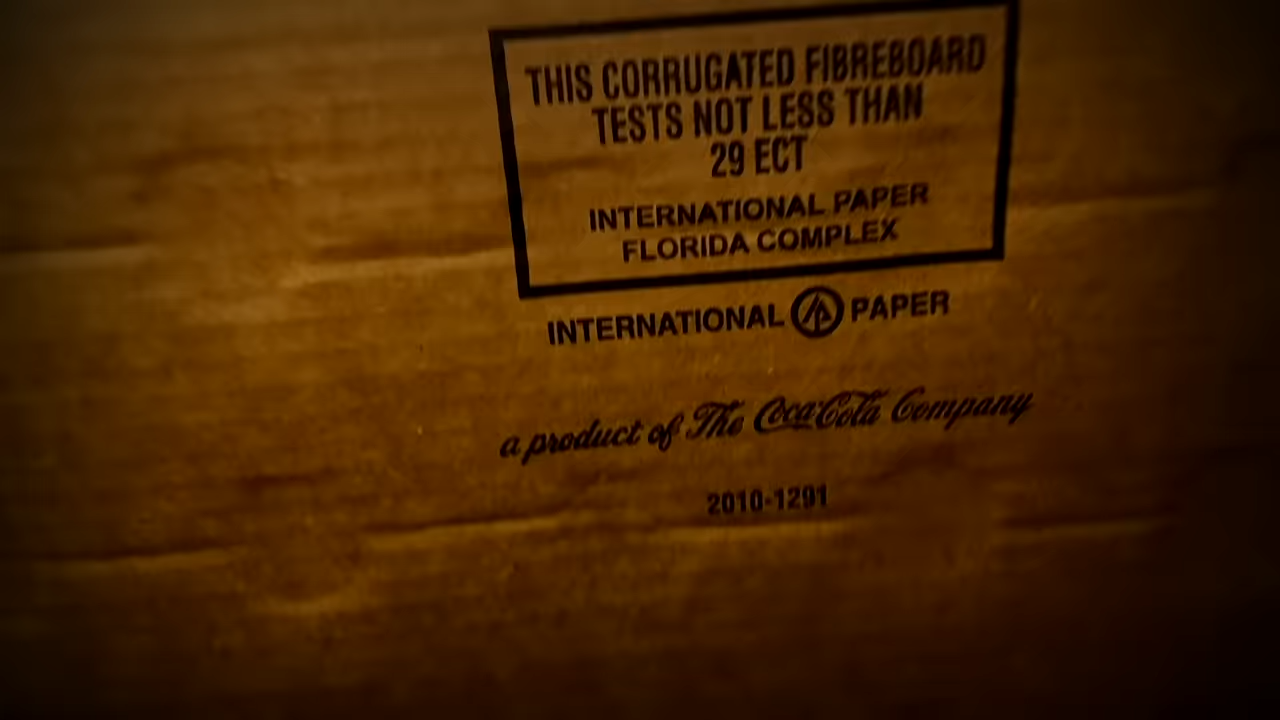 THIS CORRUGATED FIBREBOARD
TESTS NOT LESS THAN
29 ECT
INTERNATIONAL PAPER
FLORIDA COMPLEX
INTERNATIONAL PAPER
a product of The Coca-Cola Company
2010-1291